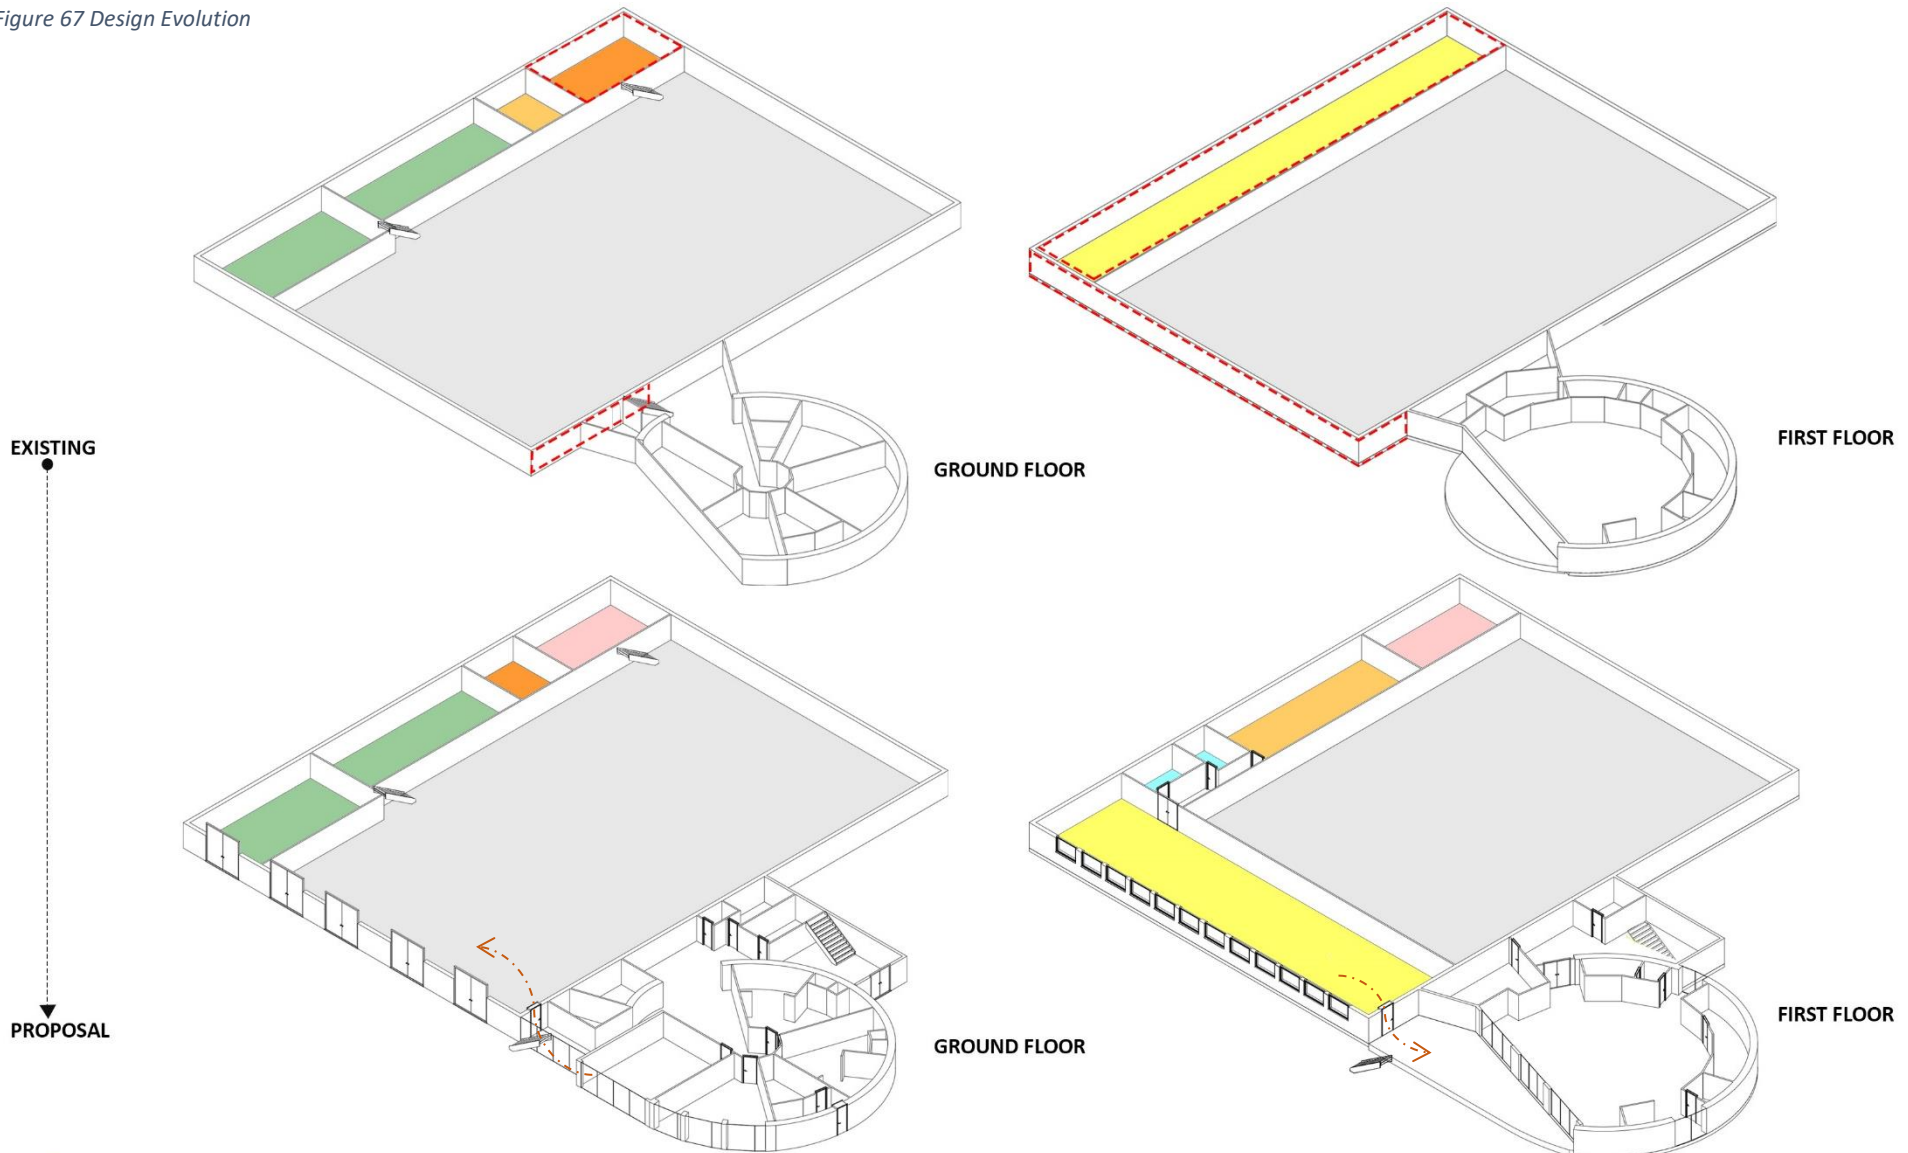 Figure 67 Design Evolution
EXISTING
GROUND FLOOR
FIRST FLOOR
PROPOSAL
GROUND FLOOR
FIRST FLOOR